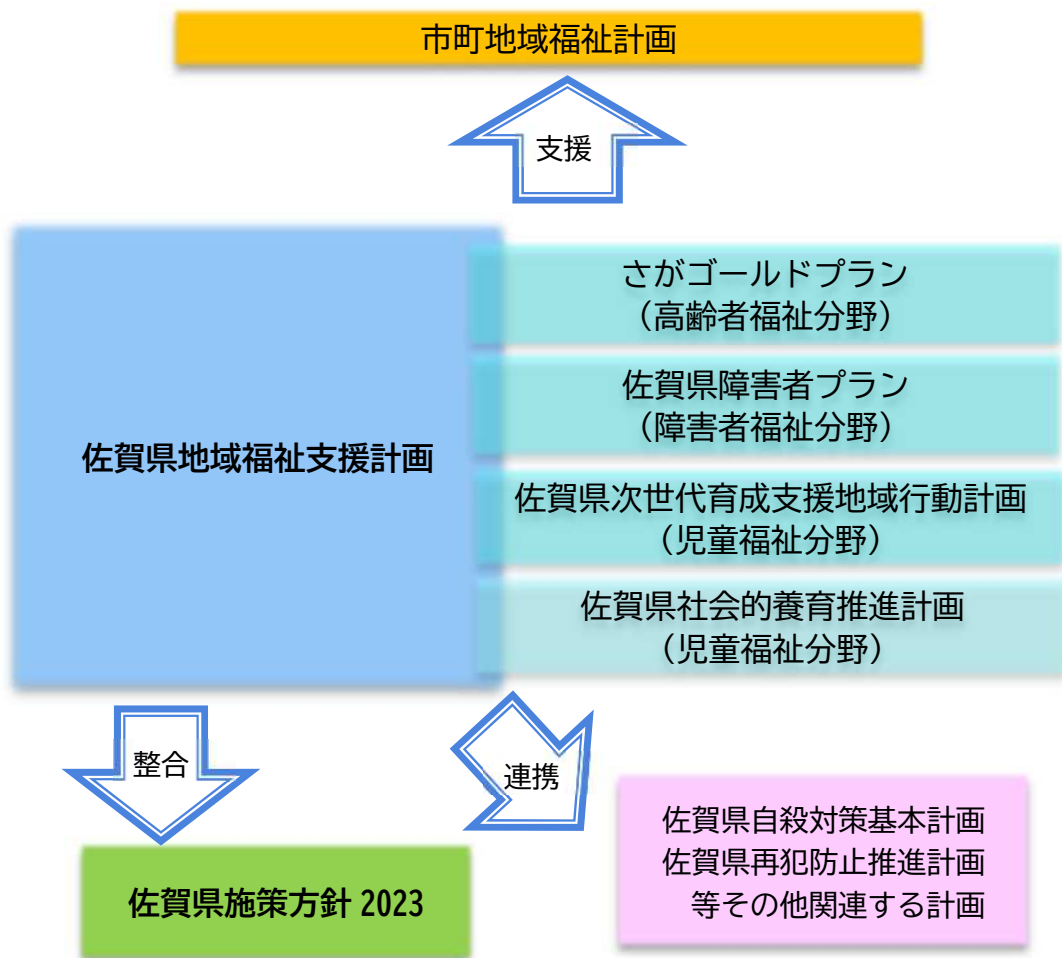 市町地域福祉計画
支援
さがゴールドプラン
（高齢者福祉分野）
佐賀県障害者プラン
（障害者福祉分野）
佐賀県地域福祉支援計画
佐賀県次世代育成支援地域行動計画
（児童福祉分野）
佐賀県社会的養育推進計画
（児童福祉分野）
整合
連携
佐賀県自殺対策基本計画
佐賀県再犯防止推進計画
等その他関連する計画
佐賀県施策方針 2023